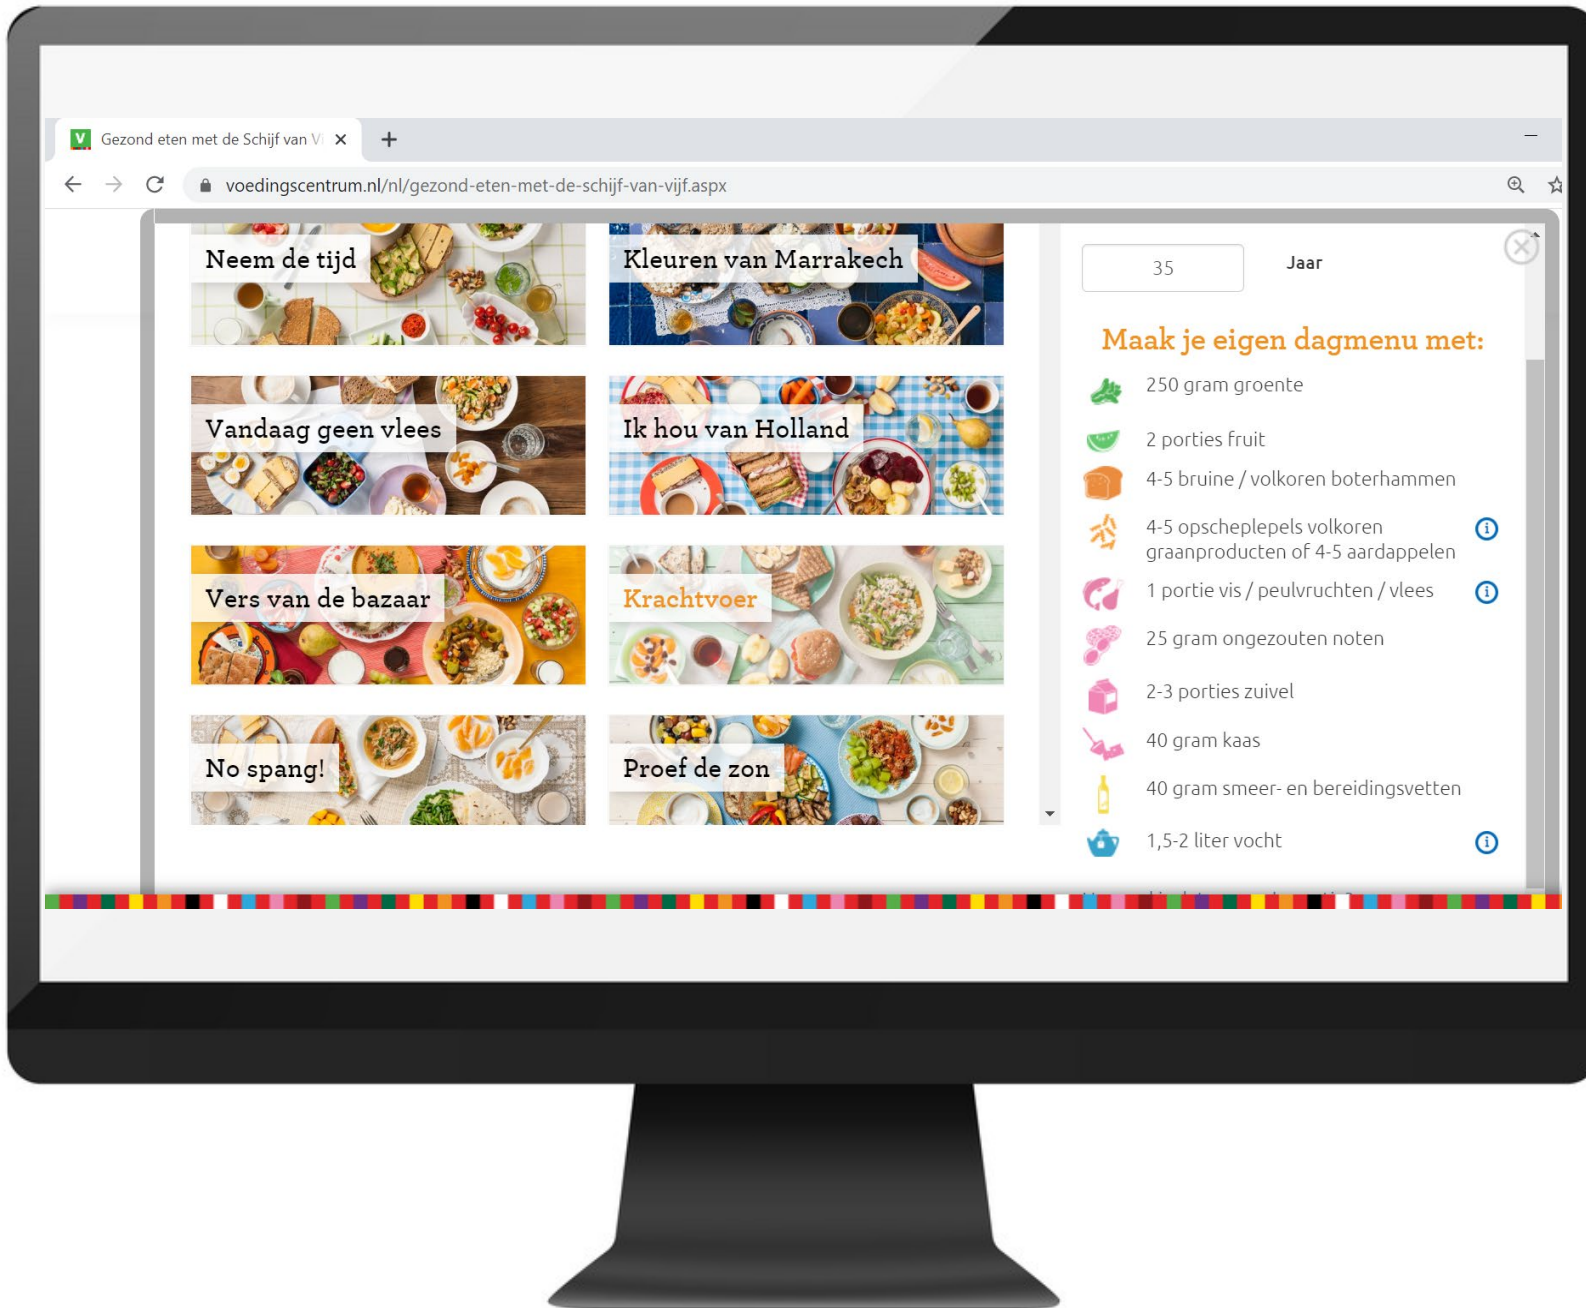 Gezond eten met de Schijf van Vi
voedingscentrum.nl/nl/gezond-eten-met-de-schijf-van-vijf.aspx
Neem de tijd
Kleuren van Marrakech
Vandaag geen vlees
Ik hou van Holland
Vers van de bazaar
Krachtvoer
No spang!
Proef de zon
35 Jaar
Maak je eigen dagmenu met:
250 gram groente
2 porties fruit
4-5 bruine / volkoren boterhammen
4-5 opscheplepels volkoren
graanproducten of 4-5 aardappelen
1 portie vis / peulvruchten / vlees
25 gram ongezouten noten
2-3 porties zuivel
40 gram kaas
40 gram smeer- en bereidingsvetten
1,5-2 liter vocht